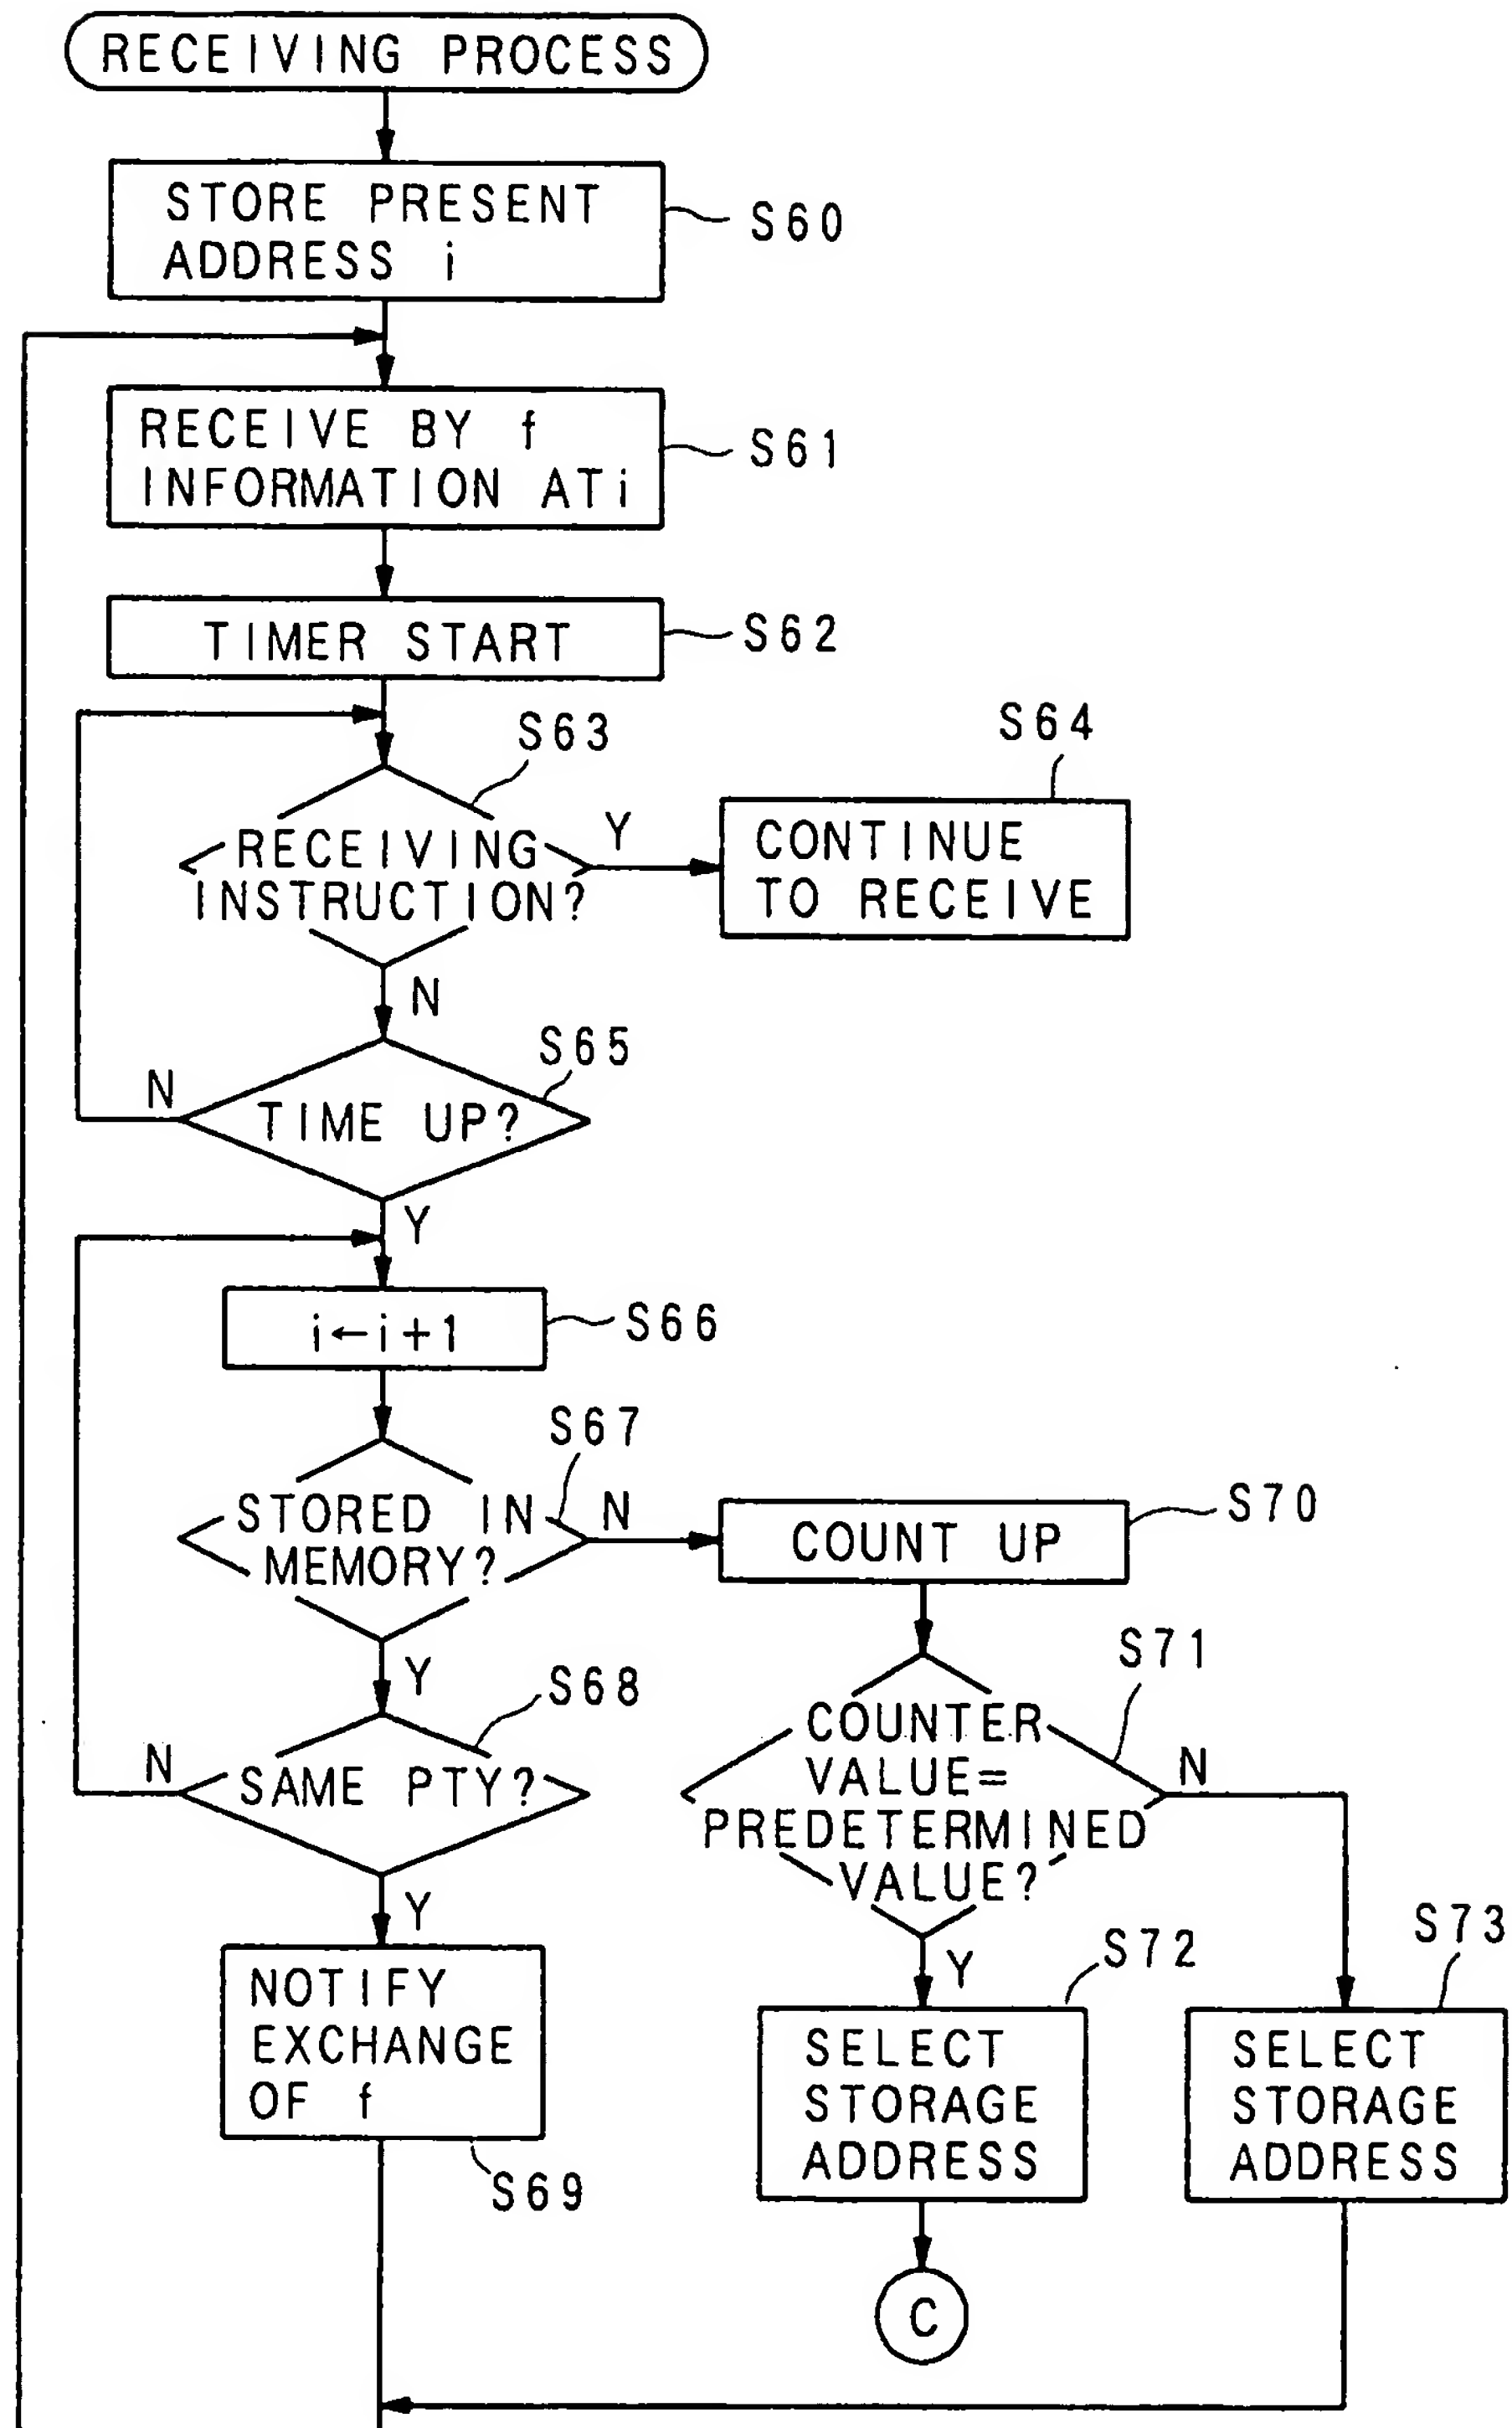 RECEIVING PROCESS
STORE PRESENT
ADDRESS i
S60
RECEIVE BY f
INFORMATION ATi
S61
TIMER START
S62
S63
RECEIVING
INSTRUCTION?
Y
S64
CONTINUE
TO RECEIVE
N
S65
TIME UP?
N
Y
i←i+1
S66
S67
STORED IN
MEMORY?
N
COUNT UP
S70
Y
S68
SAME PTY?
N
S71
COUNTER
VALUE=
PREDETERMINED
VALUE?
N
Y
NOTIFY
EXCHANGE
OF f
S69
Y
S72
SELECT
STORAGE
ADDRESS
S73
SELECT
STORAGE
ADDRESS
C